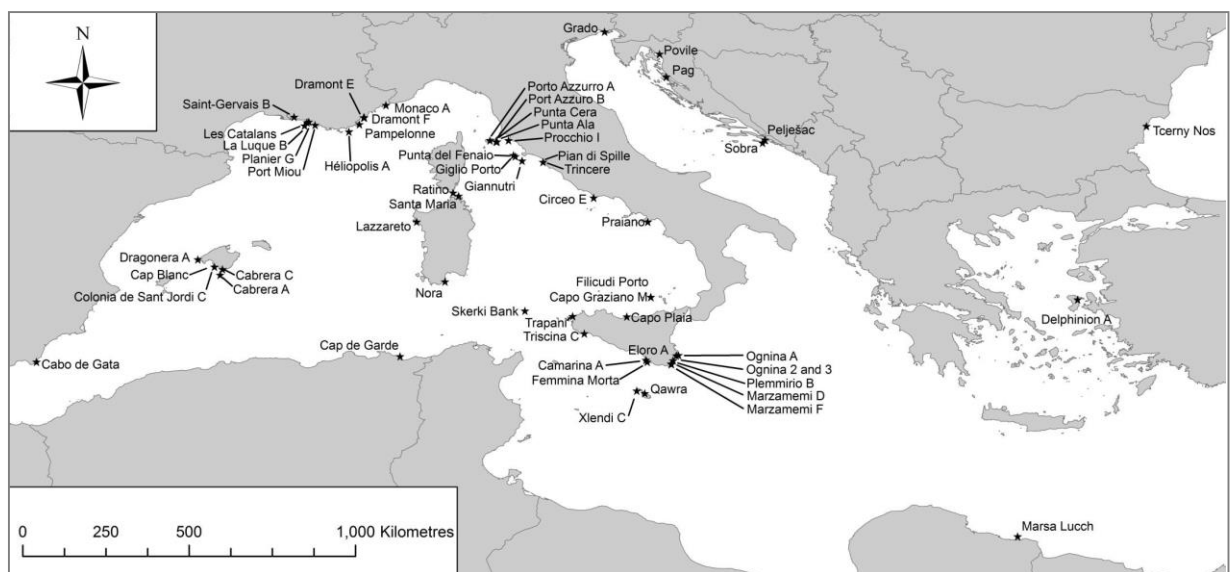 N
Grado
Povile
Pag
Dramont E
Saint-Gervais B
Monaco A
Dramont F
Pampelonne
Les Catalans
La Luque B
Planier G
Port Miou
Héliopolis A
Porto Azzurro A
Port Azzuro B
Punta Cera
Punta Ala
Procchio I
Punta del Fenaio
Giglio Porto
Giannutri
Pian di Spille
Trincere
Pelješac
Sobra
Tcerny Nos
Ratino
Santa Maria
Circeo E
Lazzareto
Praiano
Dragonera A
Cap Blanc
Cabrera C
Colonia de Sant Jordi C
Cabrera A
Nora
Filicudi Porto
Capo Graziano M
Skerki Bank
Trapani
Capo Plaia
Triscina C
Delphinion A
Cabo de Gata
Cap de Garde
Eloro A
Camarina A
Femmina Morta
Ognina A
Ognina 2 and 3
Plemmirio B
Marzamemi D
Marzamemi F
Qawra
Xlendi C
Marsa Lucch
0 250 500 1,000 Kilometres